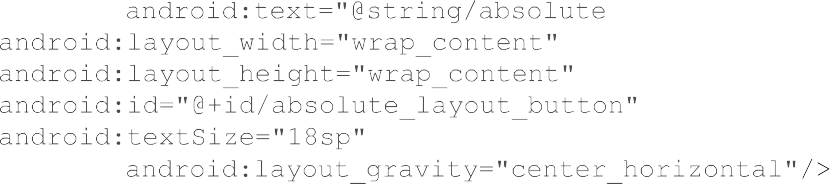 android:text="@string/absolute
android:layout_width="wrap_content"
android:layout_height="wrap_content"
android:id="@+id/absolute_layout_button"
android:textSize="18sp"
android:layout_gravity="center_horizontal"/>